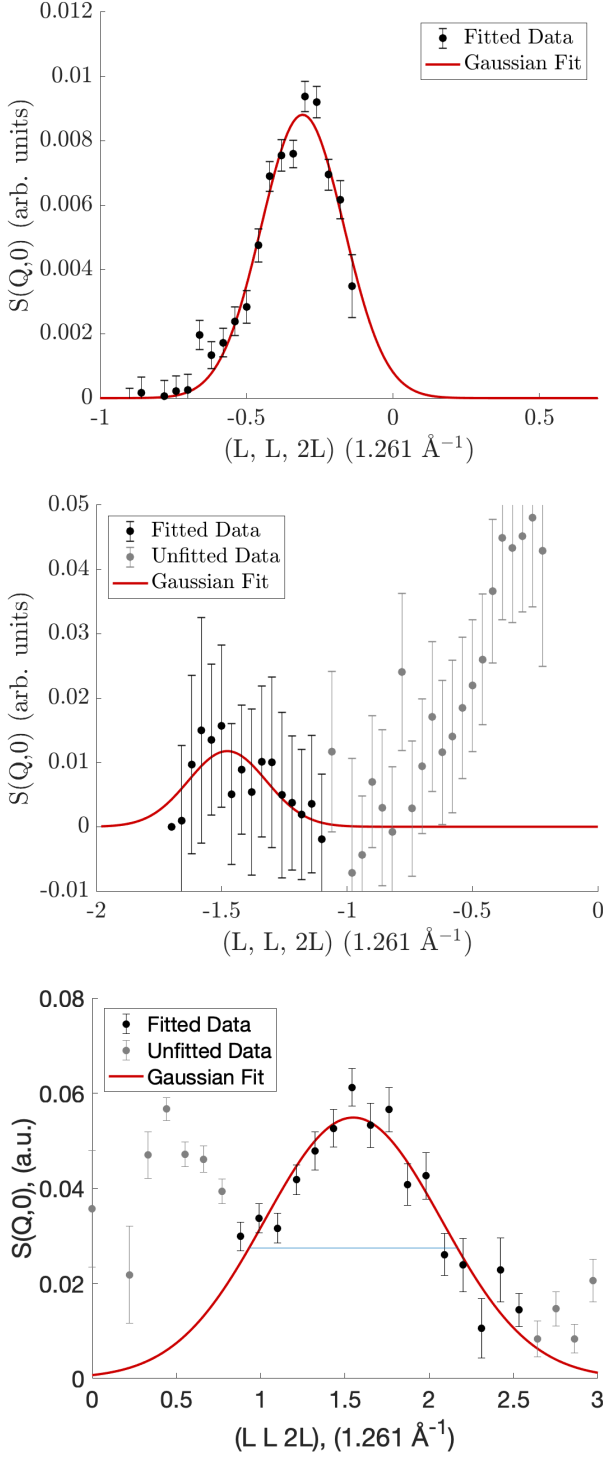 0.012
0.01
0.008
0.006
0.004
0.002
0
S(Q,0) (arb. units)
Fitted Data
Gaussian Fit
-1 -0.5 0 0.5
(L, L, 2L) (1.261 Å⁻¹)
0.05
0.04
0.03
0.02
0.01
0
-0.01
S(Q,0) (arb. units)
Fitted Data
Unfitted Data
Gaussian Fit
-2 -1.5 -1 -0.5 0
(L, L, 2L) (1.261 Å⁻¹)
0.08
0.06
0.04
0.02
0
S(Q,0), (a.u.)
Fitted Data
Unfitted Data
Gaussian Fit
0 0.5 1 1.5 2 2.5 3
(L L 2L), (1.261 Å⁻¹)